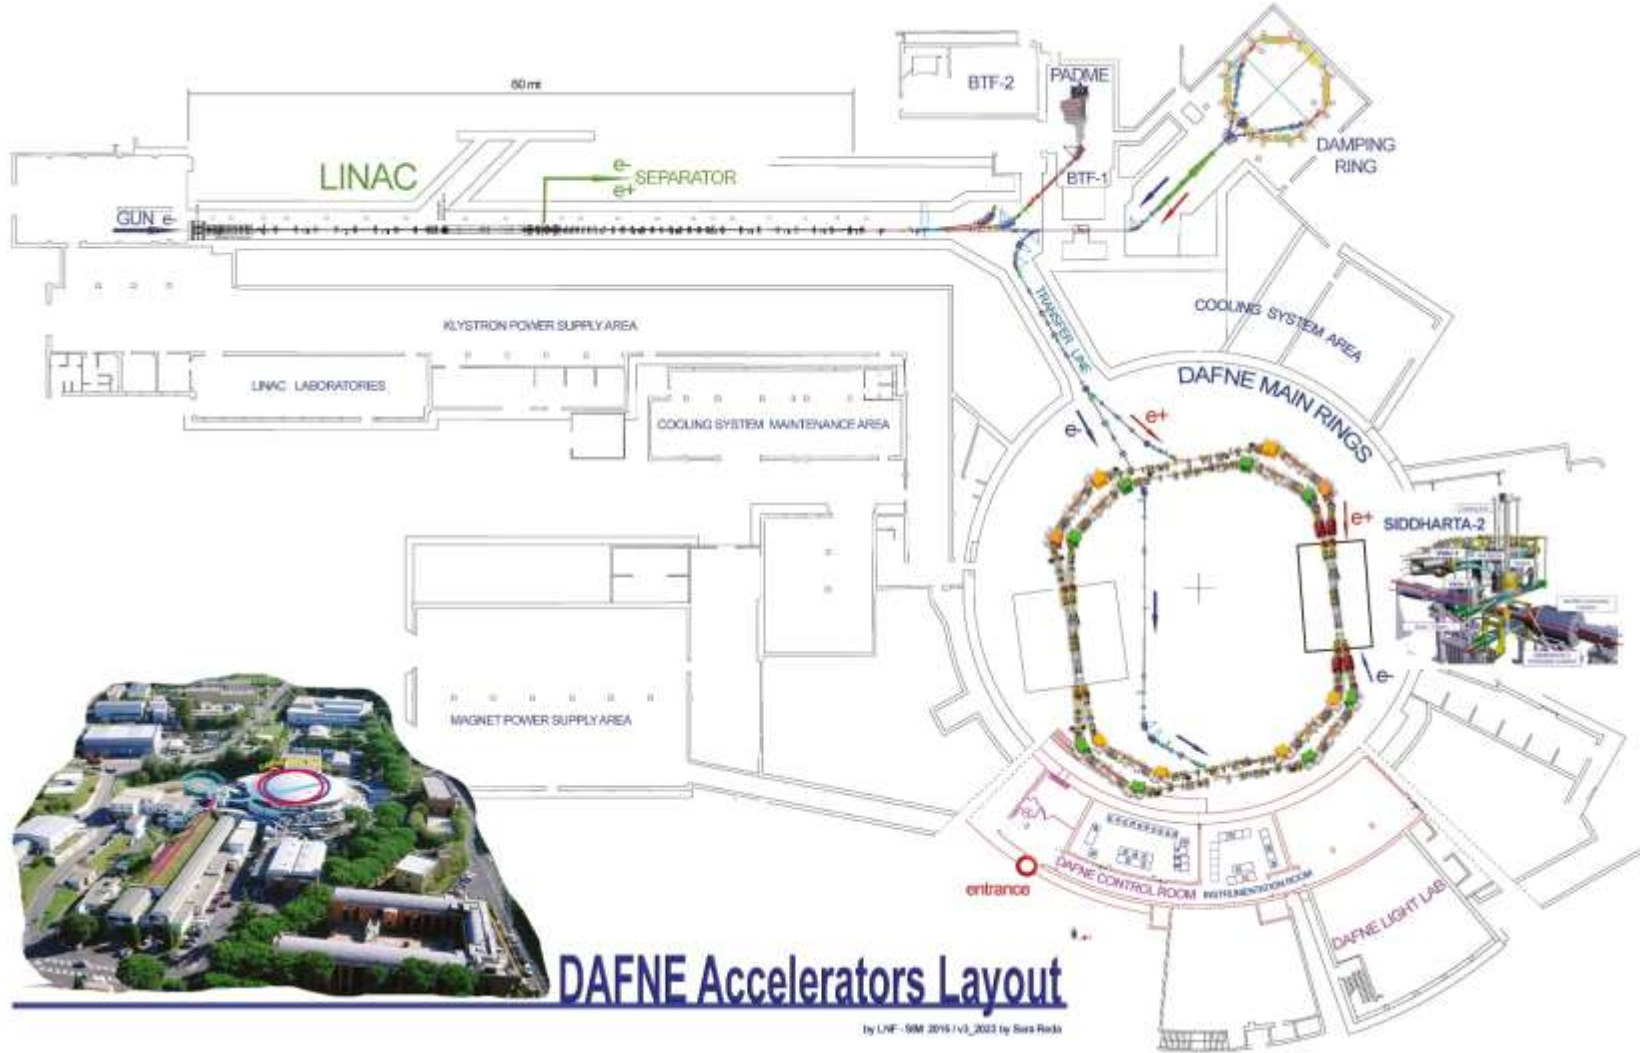 60 mt
BTF-2
PADME
DAMPING
RING
LINAC
e-
e+
SEPARATOR
BTF-1
GUN e-
TRANSFER LINE
COOLING SYSTEM AREA
KLYSTRON POWER SUPPLY AREA
LINAC LABORATORIES
COOLING SYSTEM MAINTENANCE AREA
DAFNE MAIN RINGS
e-
e+
e+
SIDDHARTA-2
e-
MAGNET POWER SUPPLY AREA
entrance
DAFNE CONTROL ROOM
INSTRUMENTATION ROOM
DAFNE LIGHT LAB
DAFNE Accelerators Layout
by LNF - SIM 2016 / v3_2023 by Sara Reda